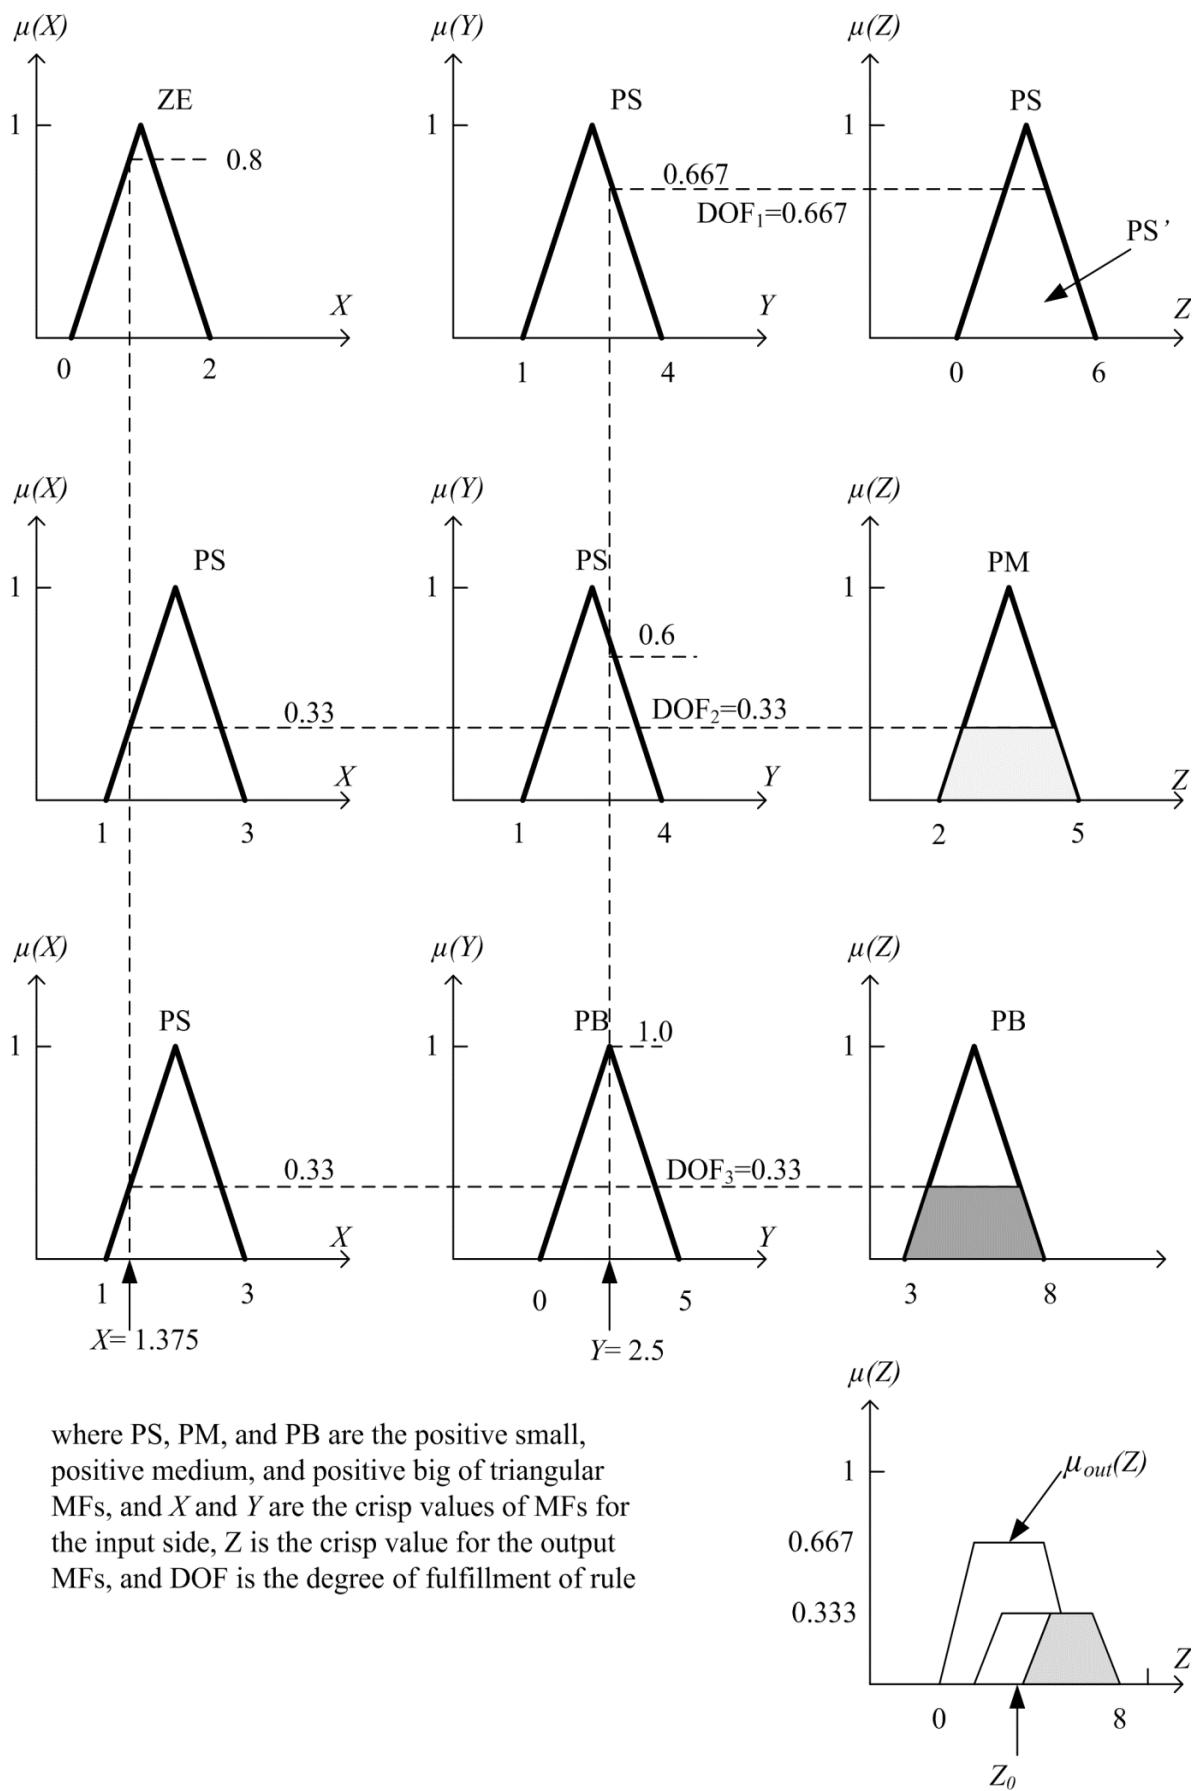 μ(X) μ(Y) μ(Z)
ZE PS PS
1 1 1
0.8 0.667
DOF1=0.667
PS’
X Y Z
0 2 1 4 0 6
μ(X) μ(Y) μ(Z)
PS PS PM
1 1 1
0.6
0.33 DOF2=0.33
X Y Z
1 3 1 4 2 5
μ(X) μ(Y) μ(Z)
PS PB PB
1 1 1.0 1
0.33 DOF3=0.33
X Y
1 3 0 5 3 8
X= 1.375 Y= 2.5
μ(Z)
where PS, PM, and PB are the positive small,
positive medium, and positive big of triangular
MFs, and X and Y are the crisp values of MFs for
the input side, Z is the crisp value for the output
MFs, and DOF is the degree of fulfillment of rule
1 μout(Z)
0.667
0.333
Z
0 8
Z0